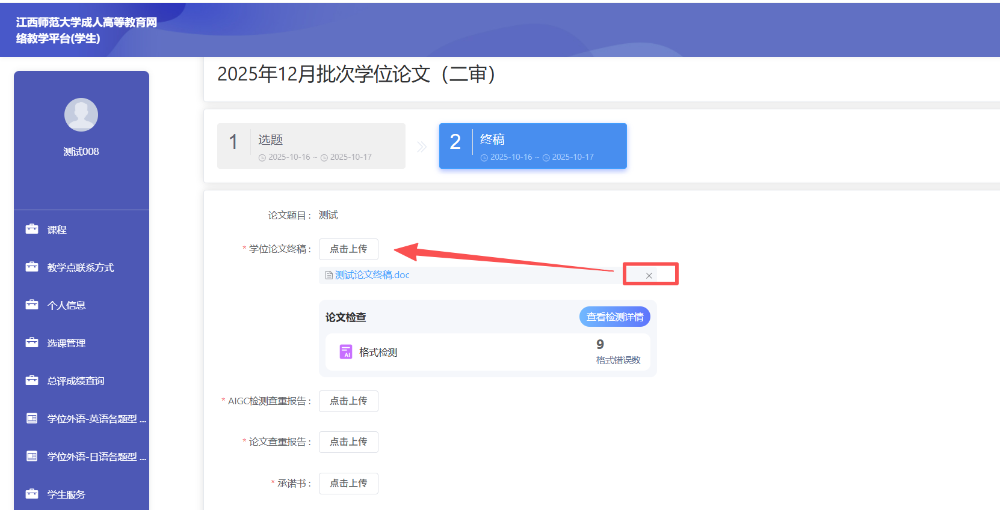 江西师范大学成人高等教育网
络教学平台(学生)
2025年12月批次学位论文（二审）
测试008
1 选题
2025-10-16 ~ 2025-10-17
2 终稿
2025-10-16 ~ 2025-10-17
课程
教学点联系方式
个人信息
选课管理
总评成绩查询
学位外语-英语各题型 ...
学位外语-日语各题型 ...
学生服务
论文题目： 测试
* 学位论文终稿： 点击上传
测试论文终稿.doc
论文检查 查看检测详情
AI 格式检测 9
格式错误数
* AIGC检测查重报告： 点击上传
* 论文查重报告： 点击上传
* 承诺书： 点击上传